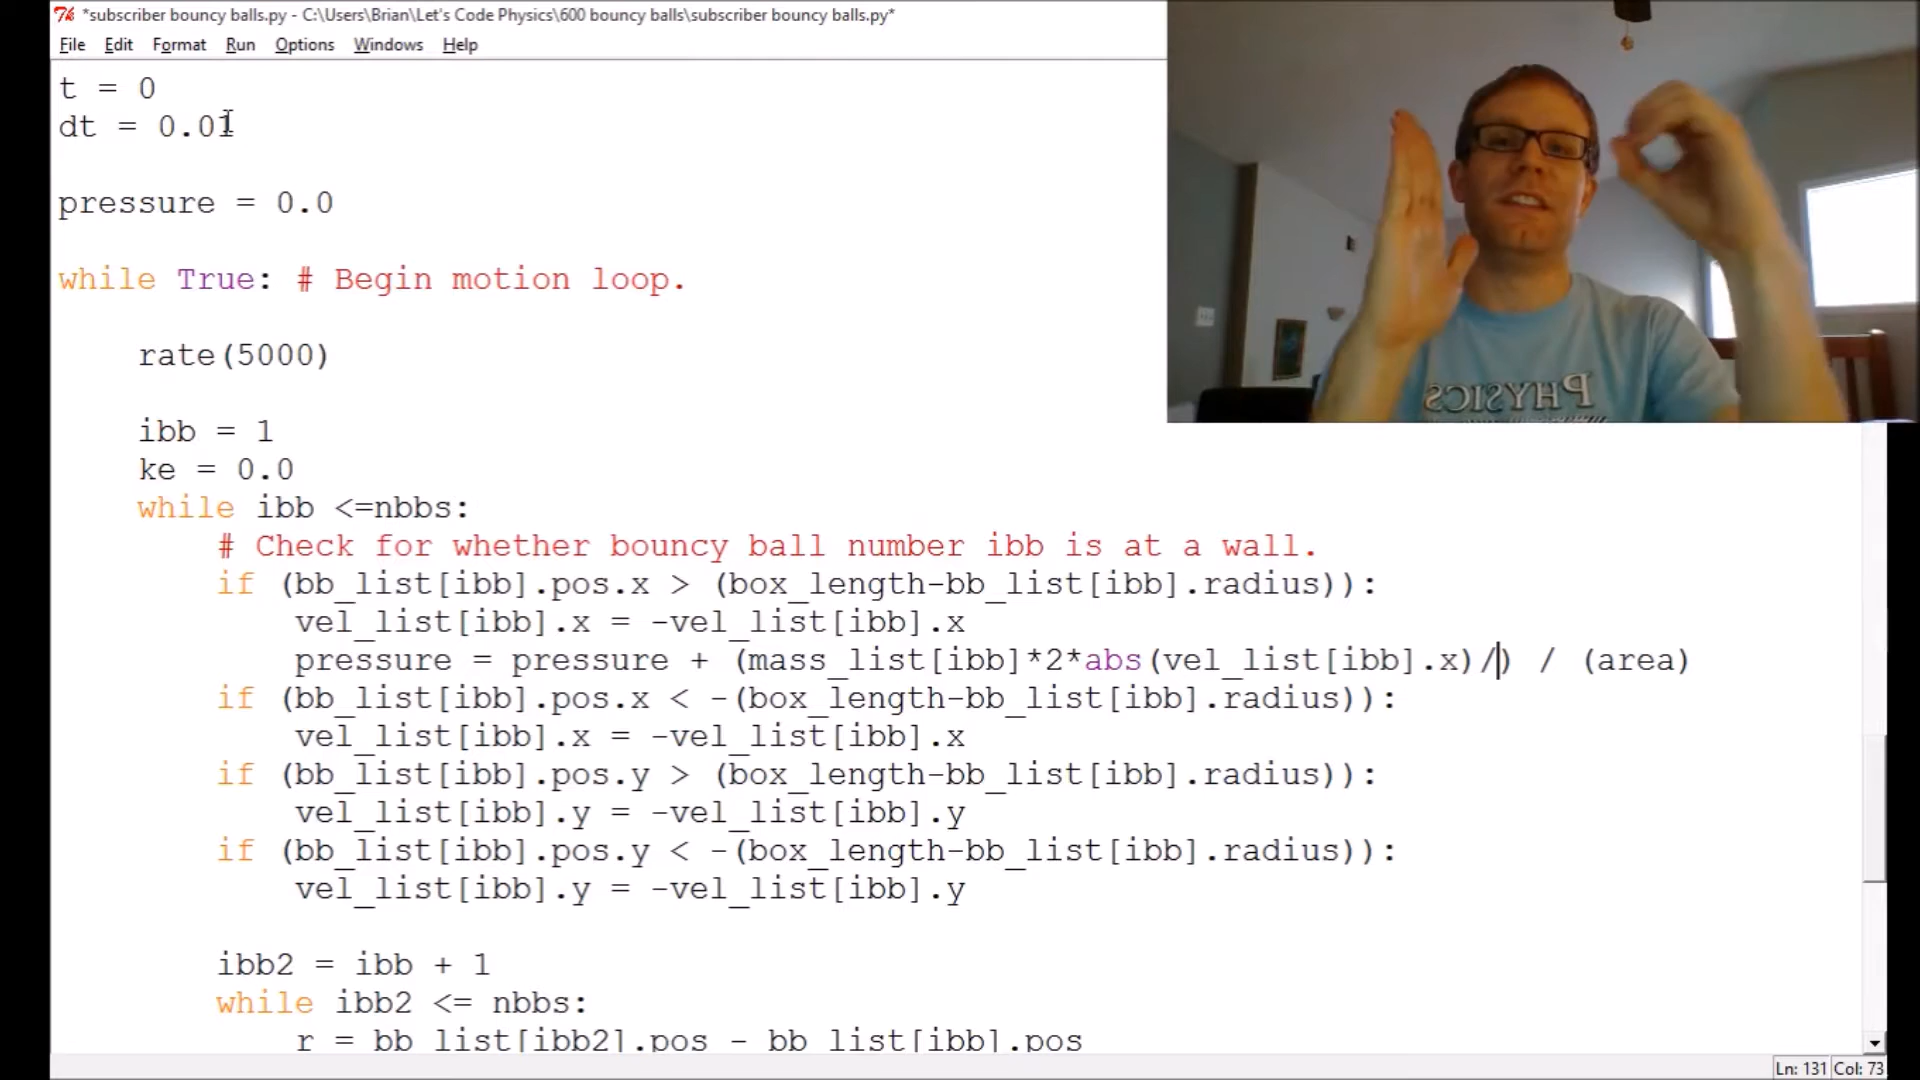 *subscriber bouncy balls.py - C:\Users\Brian\Let's Code Physics\600 bouncy balls\subscriber bouncy balls.py*
File Edit Format Run Options Windows Help
t = 0
dt = 0.01
pressure = 0.0
while True: # Begin motion loop.
rate(5000)
ibb = 1
ke = 0.0
while ibb <=nbbs:
# Check for whether bouncy ball number ibb is at a wall.
if (bb_list[ibb].pos.x > (box_length-bb_list[ibb].radius)):
vel_list[ibb].x = -vel_list[ibb].x
pressure = pressure + (mass_list[ibb]*2*abs(vel_list[ibb].x)/) / (area)
if (bb_list[ibb].pos.x < -(box_length-bb_list[ibb].radius)):
vel_list[ibb].x = -vel_list[ibb].x
if (bb_list[ibb].pos.y > (box_length-bb_list[ibb].radius)):
vel_list[ibb].y = -vel_list[ibb].y
if (bb_list[ibb].pos.y < -(box_length-bb_list[ibb].radius)):
vel_list[ibb].y = -vel_list[ibb].y
ibb2 = ibb + 1
while ibb2 <= nbbs:
r = bb_list[ibb2].pos - bb_list[ibb].pos
Ln: 131 Col: 73
PHYSICS